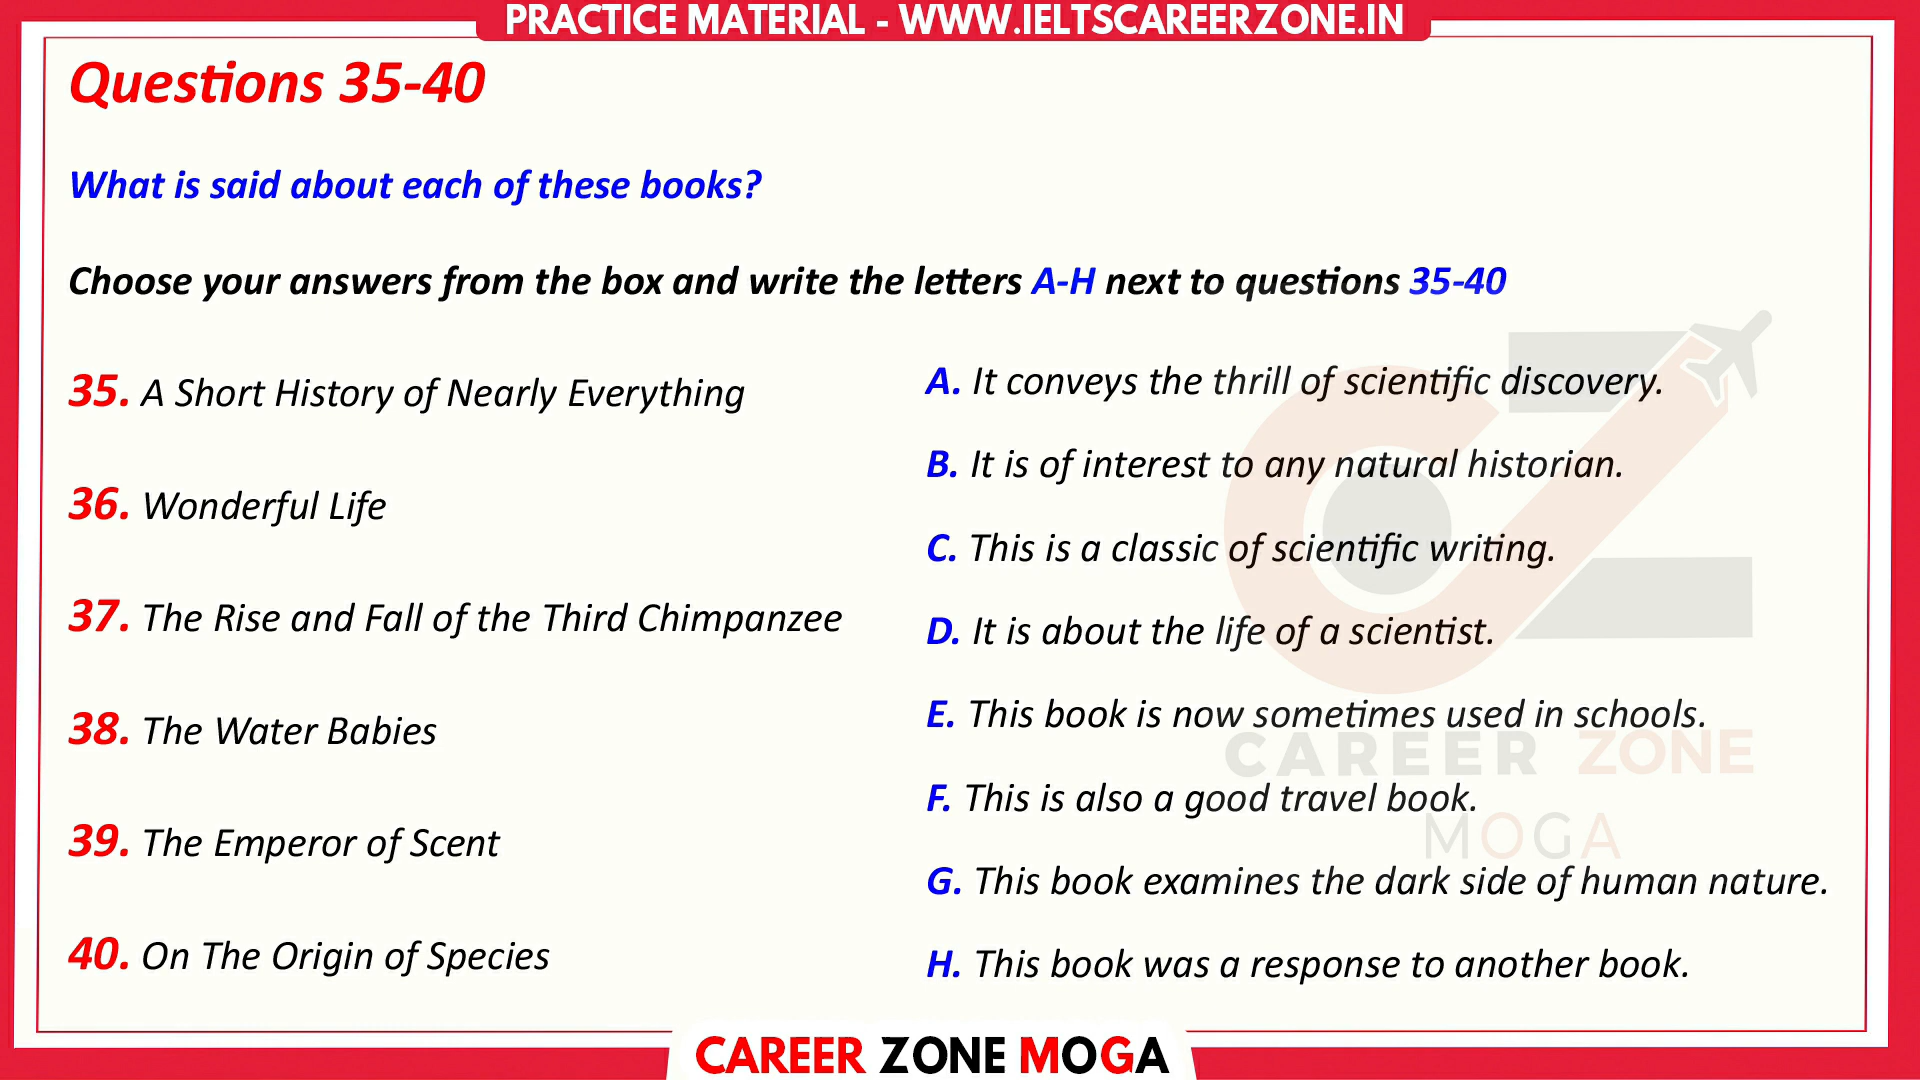 PRACTICE MATERIAL - WWW.IELTSCAREERZONE.IN
Questions 35-40
What is said about each of these books?
Choose your answers from the box and write the letters A-H next to questions 35-40
35. A Short History of Nearly Everything
36. Wonderful Life
37. The Rise and Fall of the Third Chimpanzee
38. The Water Babies
39. The Emperor of Scent
40. On The Origin of Species
A. It conveys the thrill of scientific discovery.
B. It is of interest to any natural historian.
C. This is a classic of scientific writing.
D. It is about the life of a scientist.
E. This book is now sometimes used in schools.
F. This is also a good travel book.
G. This book examines the dark side of human nature.
H. This book was a response to another book.
CAREER ZONE
MOGA
CAREER ZONE MOGA